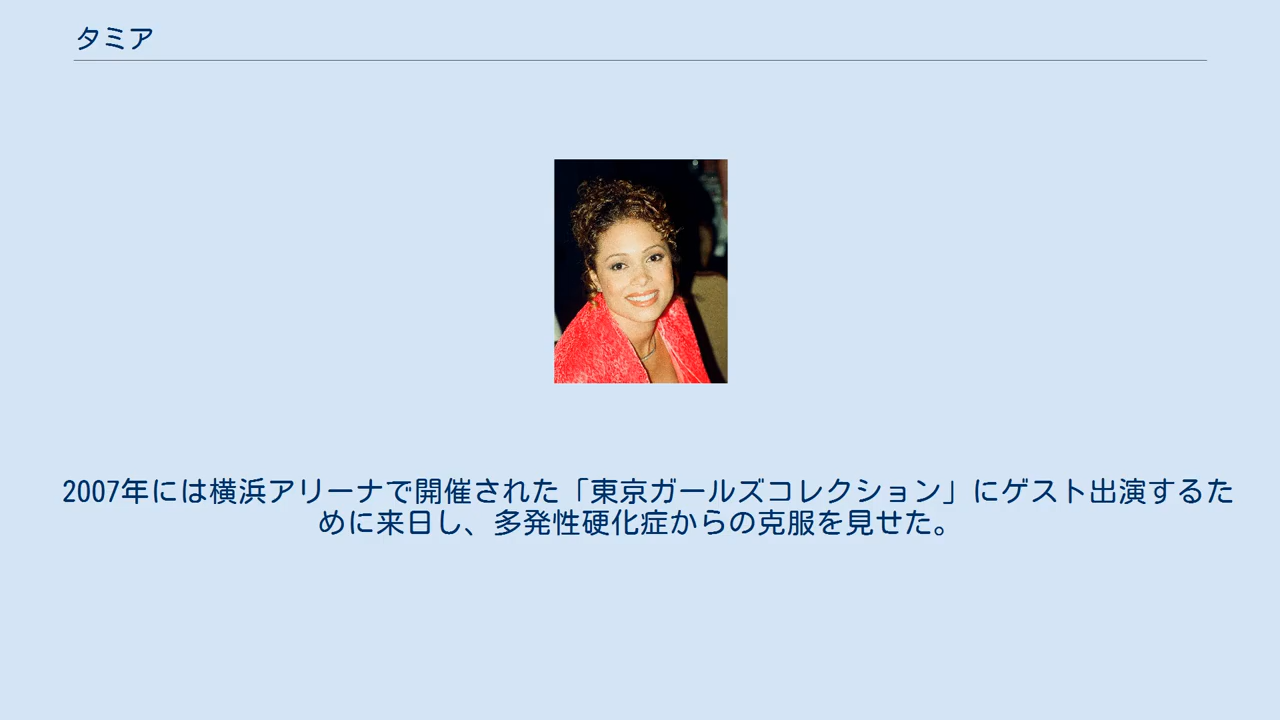 タミア
2007年には横浜アリーナで開催された「東京ガールズコレクション」にゲスト出演するた
めに来日し、多発性硬化症からの克服を見せた。